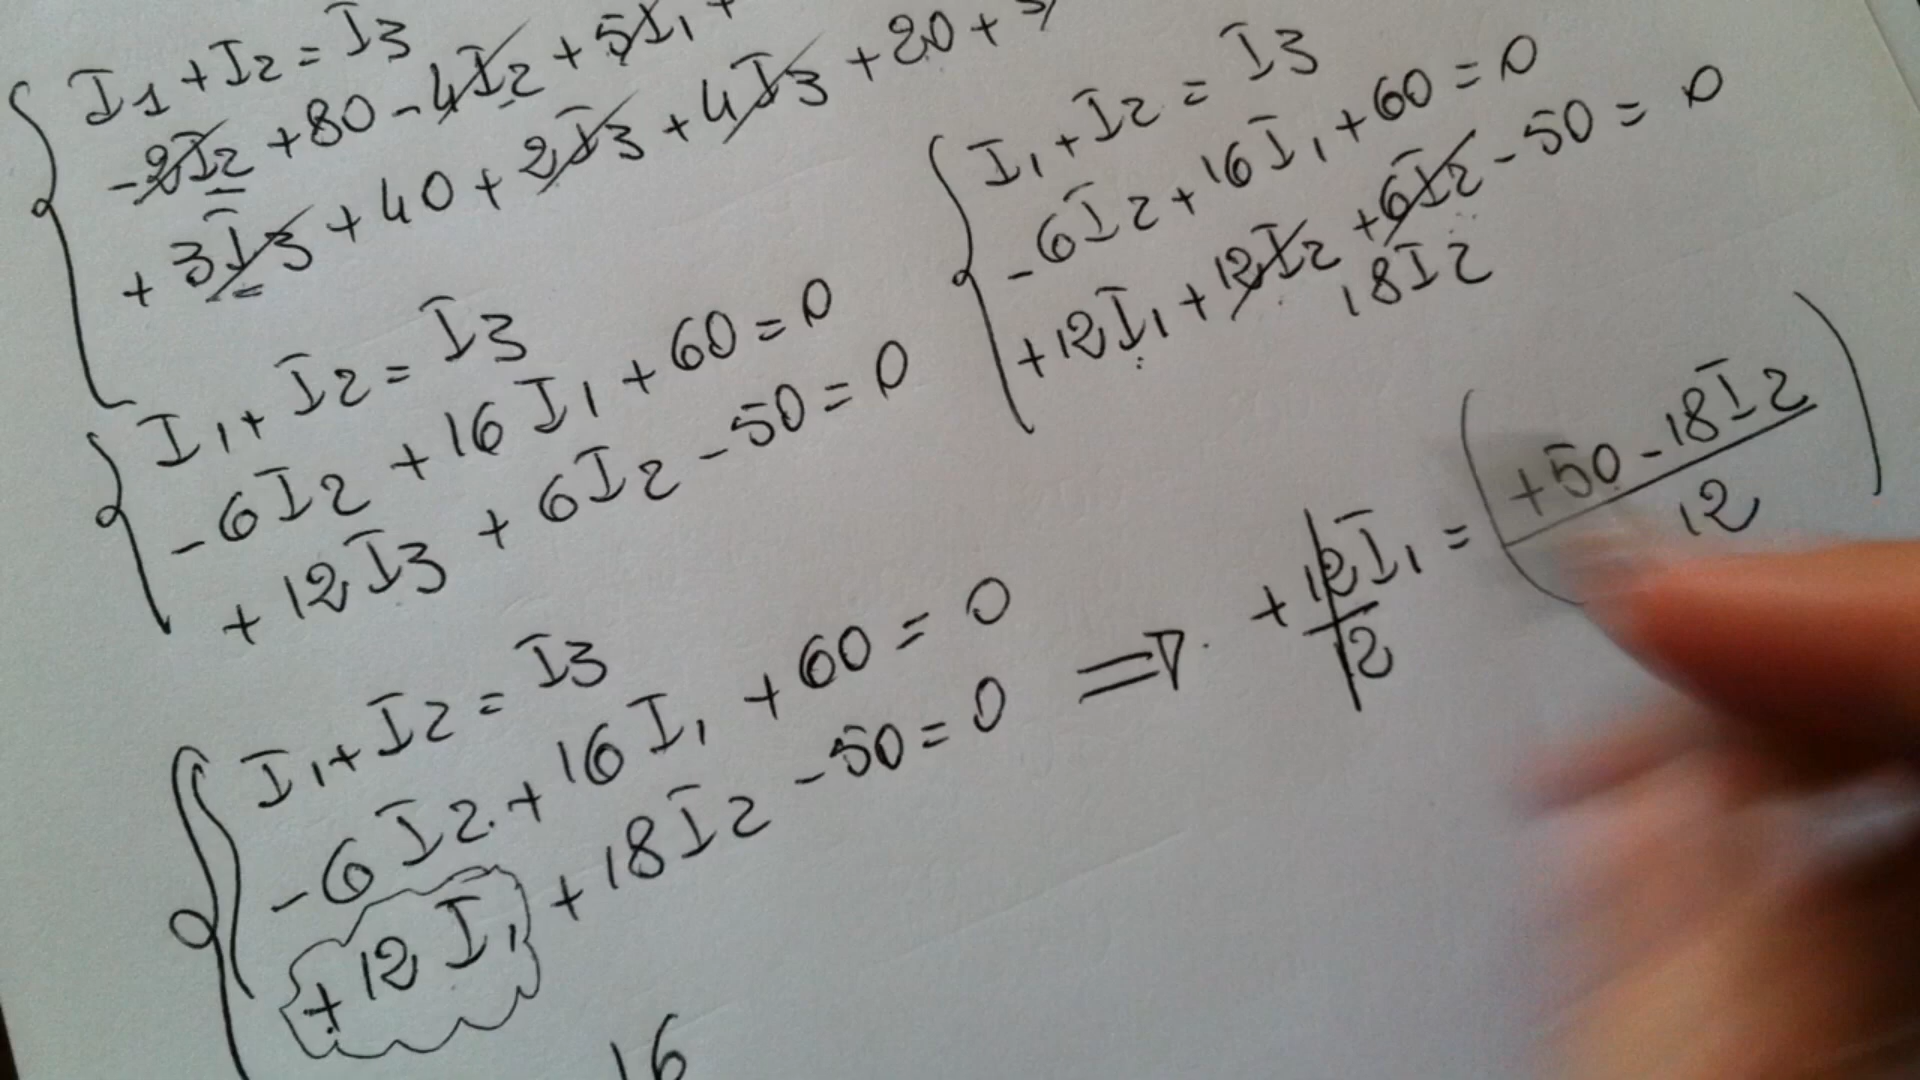 I1 + I2 = I3
-2I2 + 80 - 4I2 + 5I1 +
+ 3I3 + 40 + 2I3 + 4I3 + 20 +
I1 + I2 = I3
-6I2 + 16I1 + 60 = 0
+ 12I3 + 6I2 - 50 = 0
I1 + I2 = I3
-6I2 + 16I1 + 60 = 0
+12I1 + 12I2 + 6I2 - 50 = 0
18I2
I1 + I2 = I3
-6I2 + 16I1 + 60 = 0
+12I1 + 18I2 - 50 = 0
⇒ + 12I1 / 12 = ( +50 - 18I2 / 12 )
16